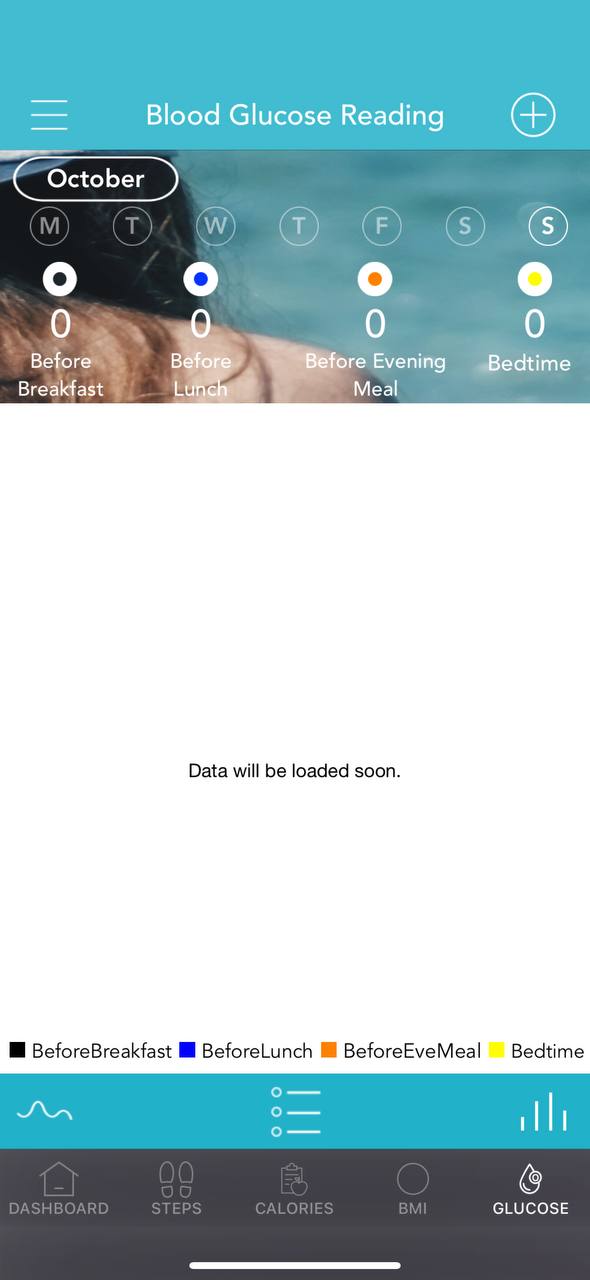 Blood Glucose Reading
October
M T W T F S S
0 0 0 0
Before Breakfast
Before Lunch
Before Evening Meal
Bedtime
Data will be loaded soon.
BeforeBreakfast BeforeLunch BeforeEveMeal Bedtime
DASHBOARD STEPS CALORIES BMI GLUCOSE